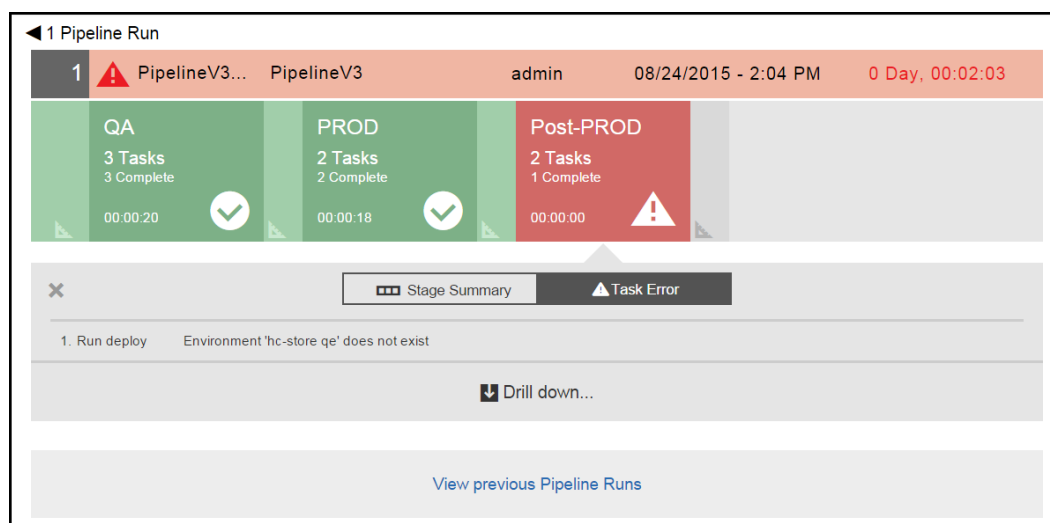 1 Pipeline Run
1 PipelineV3... PipelineV3 admin 08/24/2015 - 2:04 PM 0 Day, 00:02:03
QA
3 Tasks
3 Complete
00:00:20
PROD
2 Tasks
2 Complete
00:00:18
Post-PROD
2 Tasks
1 Complete
00:00:00
Stage Summary
Task Error
1. Run deploy Environment 'hc-store qe' does not exist
Drill down...
View previous Pipeline Runs